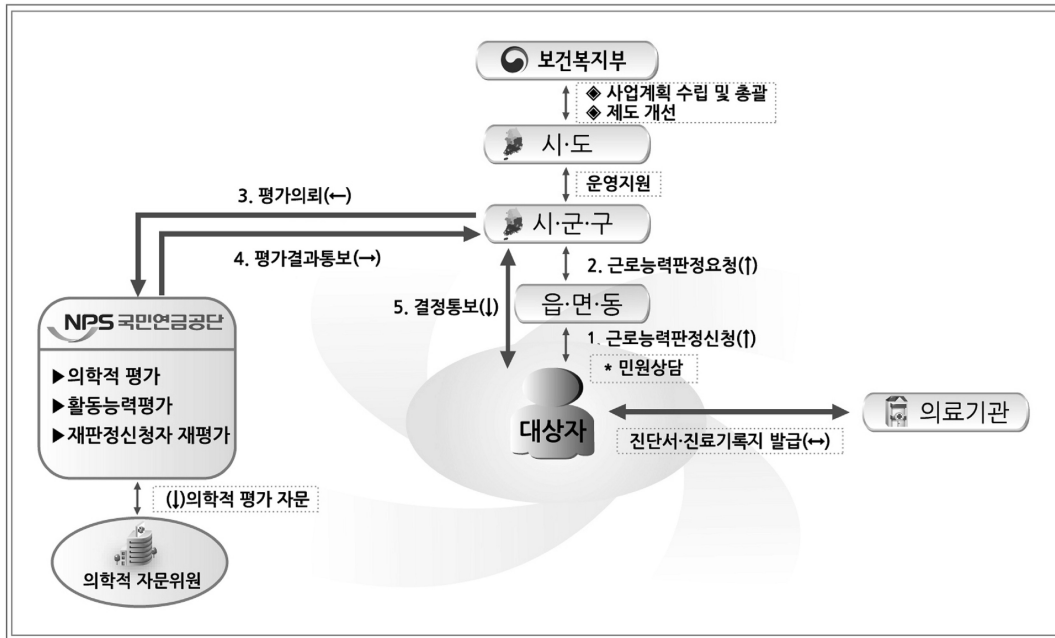 보건복지부
◈ 사업계획 수립 및 총괄
◈ 제도 개선
시·도
운영지원
3. 평가의뢰(←)
시·군·구
4. 평가결과통보(→)
2. 근로능력판정요청(↑)
5. 결정통보(↓)
읍·면·동
NPS 국민연금공단
1. 근로능력판정신청(↑)
* 민원상담
▶의학적 평가
▶활동능력평가
▶재판정신청자 재평가
대상자
의료기관
진단서·진료기록지 발급(↔)
(↓)의학적 평가 자문
의학적 자문위원